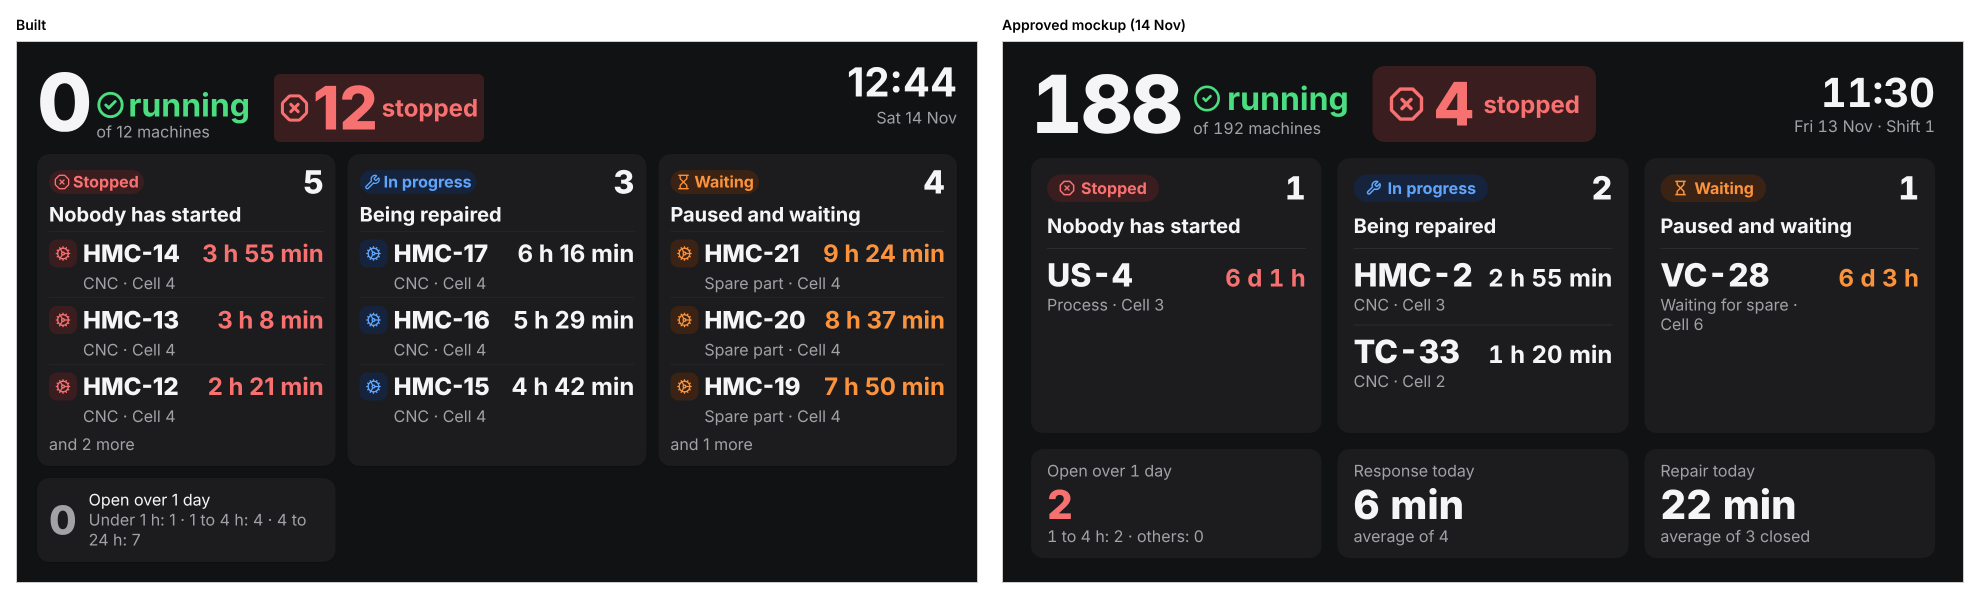 Built
0 running
of 12 machines
12 stopped
12:44
Sat 14 Nov
Stopped 5
Nobody has started
HMC-14 3 h 55 min
CNC · Cell 4
HMC-13 3 h 8 min
CNC · Cell 4
HMC-12 2 h 21 min
CNC · Cell 4
and 2 more
In progress 3
Being repaired
HMC-17 6 h 16 min
CNC · Cell 4
HMC-16 5 h 29 min
CNC · Cell 4
HMC-15 4 h 42 min
CNC · Cell 4
Waiting 4
Paused and waiting
HMC-21 9 h 24 min
Spare part · Cell 4
HMC-20 8 h 37 min
Spare part · Cell 4
HMC-19 7 h 50 min
Spare part · Cell 4
and 1 more
0
Open over 1 day
Under 1 h: 1 · 1 to 4 h: 4 · 4 to
24 h: 7
Approved mockup (14 Nov)
188 running
of 192 machines
4 stopped
11:30
Fri 13 Nov · Shift 1
Stopped 1
Nobody has started
US-4 6 d 1 h
Process · Cell 3
In progress 2
Being repaired
HMC-2 2 h 55 min
CNC · Cell 3
TC-33 1 h 20 min
CNC · Cell 2
Waiting 1
Paused and waiting
VC-28 6 d 3 h
Waiting for spare ·
Cell 6
Open over 1 day
2
1 to 4 h: 2 · others: 0
Response today
6 min
average of 4
Repair today
22 min
average of 3 closed